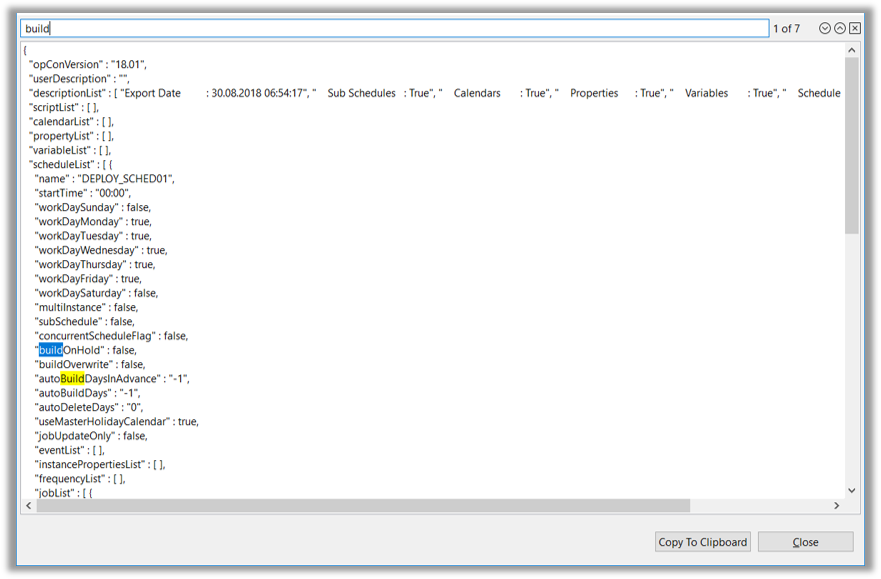 build 1 of 7
{
"opConVersion" : "18.01",
"userDescription" : "",
"descriptionList" : [ "Export Date : 30.08.2018 06:54:17", " Sub Schedules : True", " Calendars : True", " Properties : True", " Variables : True", " Schedule
"scriptList" : [ ],
"calendarList" : [ ],
"propertyList" : [ ],
"variableList" : [ ],
"scheduleList" : [ {
"name" : "DEPLOY_SCHED01",
"startTime" : "00:00",
"workDaySunday" : false,
"workDayMonday" : true,
"workDayTuesday" : true,
"workDayWednesday" : true,
"workDayThursday" : true,
"workDayFriday" : true,
"workDaySaturday" : false,
"multiInstance" : false,
"subSchedule" : false,
"concurrentScheduleFlag" : false,
"buildOnHold" : false,
"buildOverwrite" : false,
"autoBuildDaysInAdvance" : "-1",
"autoBuildDays" : "-1",
"autoDeleteDays" : "0",
"useMasterHolidayCalendar" : true,
"jobUpdateOnly" : false,
"eventList" : [ ],
"instancePropertiesList" : [ ],
"frequencyList" : [ ],
"jobList" : [ {
Copy To Clipboard Close